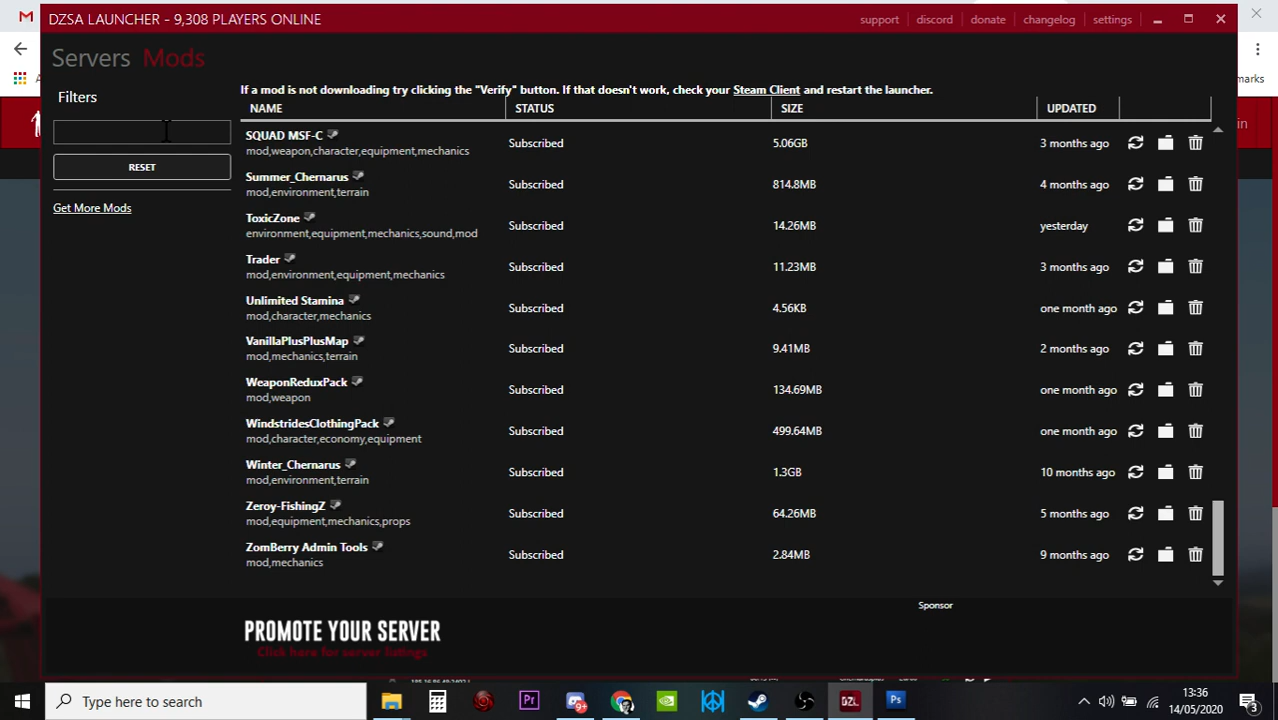 DZSA LAUNCHER - 9,308 PLAYERS ONLINE
support discord donate changelog settings
Servers Mods
Filters
RESET
Get More Mods
If a mod is not downloading try clicking the "Verify" button. If that doesn't work, check your Steam Client and restart the launcher.
NAME STATUS SIZE UPDATED
SQUAD MSF-C Subscribed 5.06GB 3 months ago
mod,weapon,character,equipment,mechanics
Summer_Chernarus Subscribed 814.8MB 4 months ago
mod,environment,terrain
ToxicZone Subscribed 14.26MB yesterday
environment,equipment,mechanics,sound,mod
Trader Subscribed 11.23MB 3 months ago
mod,environment,equipment,mechanics
Unlimited Stamina Subscribed 4.56KB one month ago
mod,character,mechanics
VanillaPlusPlusMap Subscribed 9.41MB 2 months ago
mod,mechanics,terrain
WeaponReduxPack Subscribed 134.69MB one month ago
mod,weapon
WindstridesClothingPack Subscribed 499.64MB one month ago
mod,character,economy,equipment
Winter_Chernarus Subscribed 1.3GB 10 months ago
mod,environment,terrain
Zeroy-FishingZ Subscribed 64.26MB 5 months ago
mod,equipment,mechanics,props
ZomBerry Admin Tools Subscribed 2.84MB 9 months ago
mod,mechanics
Sponsor
PROMOTE YOUR SERVER
Click here for server listings
Type here to search
Pr
DZL
Ps
13:36
14/05/2020
3